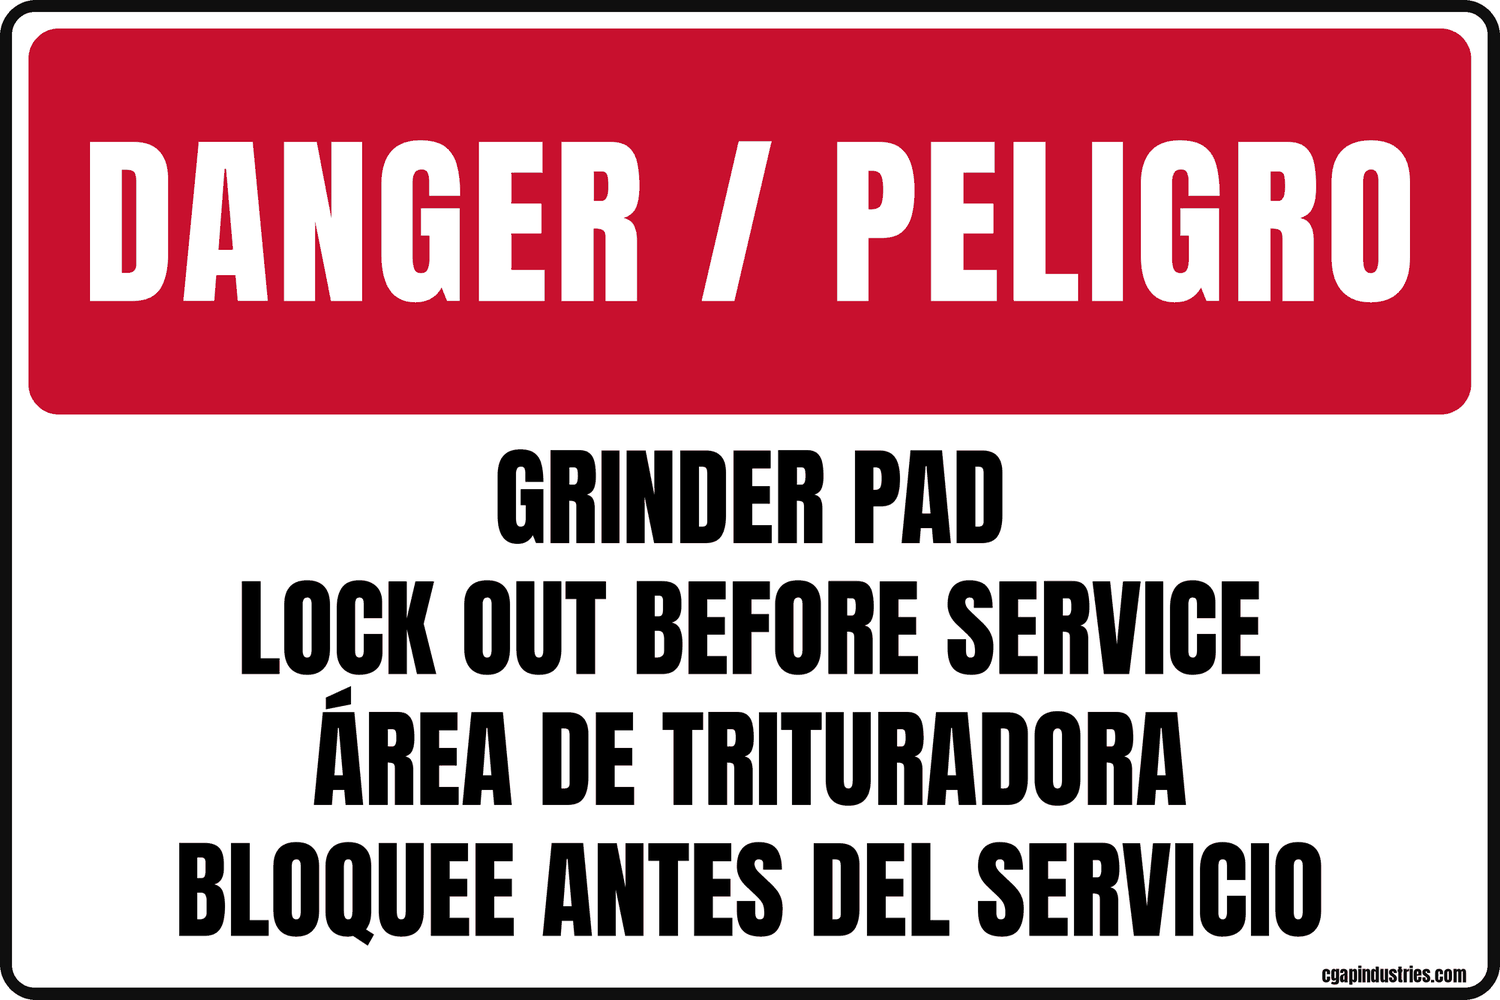 DANGER / PELIGRO
GRINDER PAD
LOCK OUT BEFORE SERVICE
ÁREA DE TRITURADORA
BLOQUEE ANTES DEL SERVICIO
cgapindustries.com